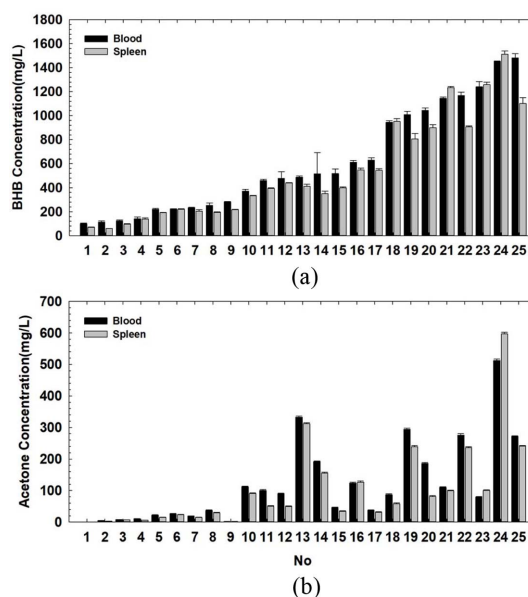 (a)
1800
1600
1400
1200
1000
800
600
400
200
0
BHB Concentration(mg/L)
Blood
Spleen
1 2 3 4 5 6 7 8 9 10 11 12 13 14 15 16 17 18 19 20 21 22 23 24 25
(a)
700
600
500
400
300
200
100
0
Acetone Concentration(mg/L)
Blood
Spleen
1 2 3 4 5 6 7 8 9 10 11 12 13 14 15 16 17 18 19 20 21 22 23 24 25
No
(b)